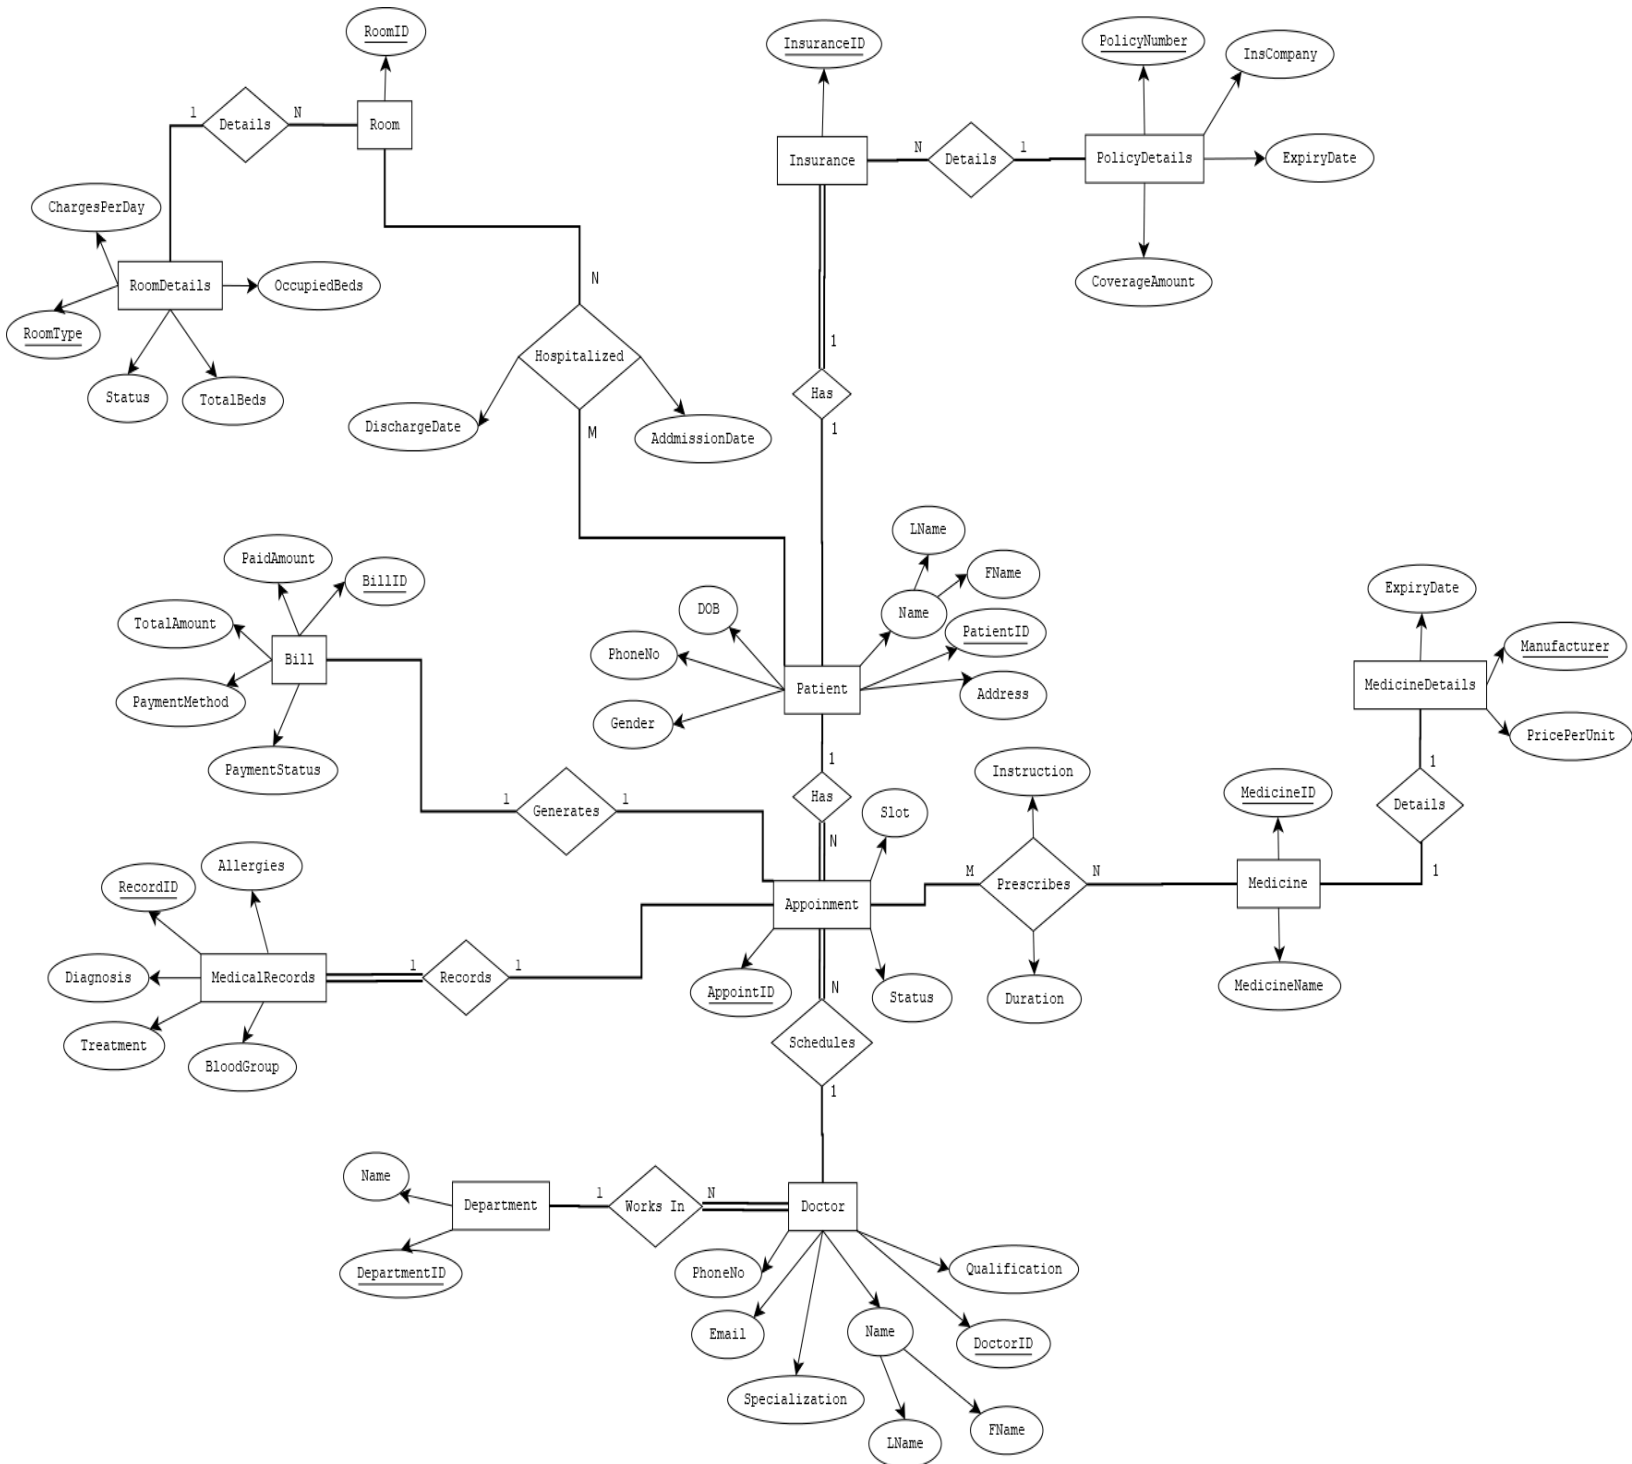 RoomID
InsuranceID
PolicyNumber
InsCompany
1
Details
N
Room
Insurance
N
Details
1
PolicyDetails
ExpiryDate
ChargesPerDay
RoomDetails
OccupiedBeds
CoverageAmount
N
RoomType
1
Hospitalized
Status
TotalBeds
Has
DischargeDate
M
AddmissionDate
1
LName
PaidAmount
BillID
FName
ExpiryDate
DOB
Name
TotalAmount
PatientID
Manufacturer
Bill
PhoneNo
Patient
MedicineDetails
PaymentMethod
Gender
Address
PricePerUnit
PaymentStatus
1
Instruction
1
1
Generates
1
Has
Slot
MedicineID
Details
N
Allergies
RecordID
M
Prescribes
N
Medicine
1
Appoinment
Diagnosis
MedicalRecords
1
Records
1
AppointID
N
Status
Duration
MedicineName
Treatment
BloodGroup
Schedules
1
Name
Department
1
Works In
N
Doctor
DepartmentID
PhoneNo
Qualification
Email
Name
DoctorID
Specialization
LName
FName